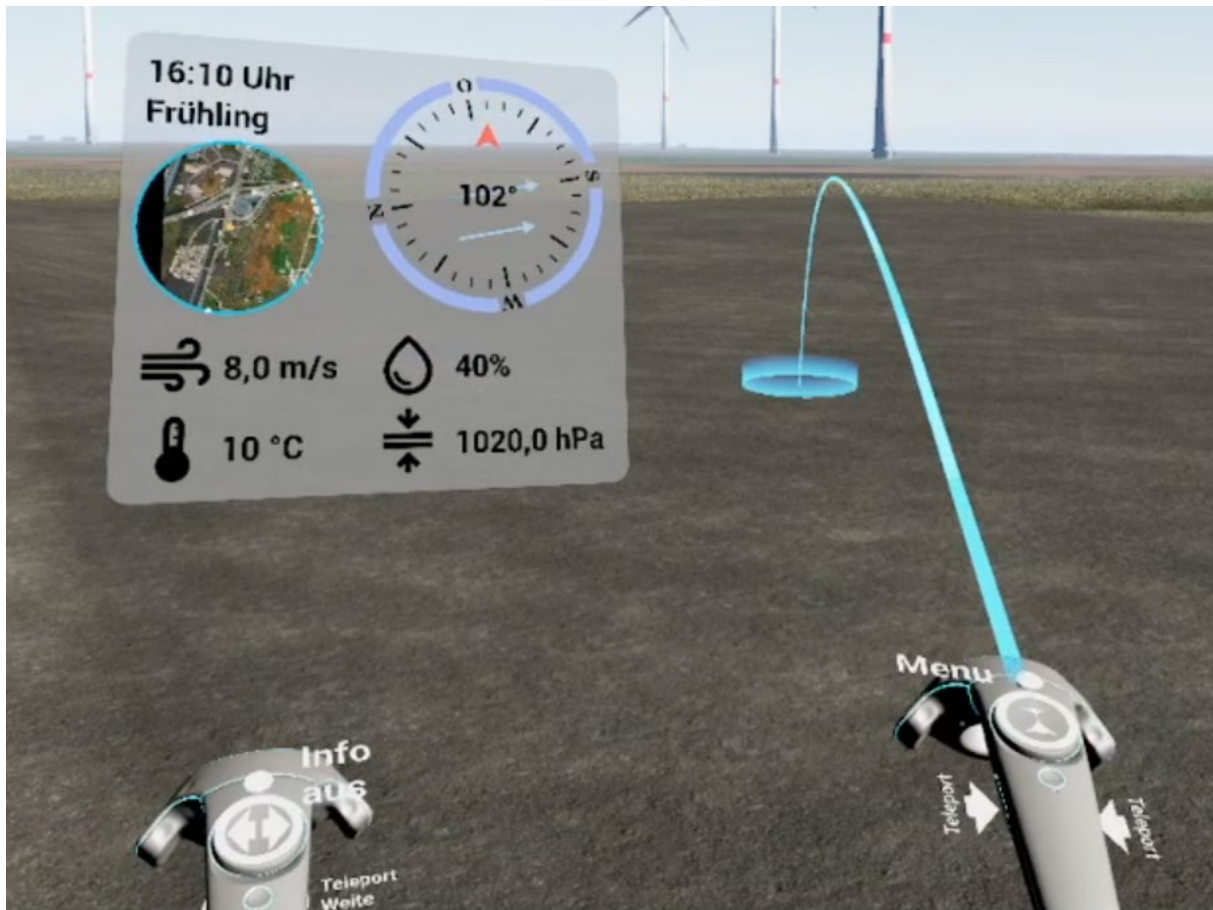 16:10 Uhr
Frühling
O
S
102°
N
W
8,0 m/s
40%
10 °C
1020,0 hPa
Menu
Info
aus
Teleport
Teleport
Teleport
Weite